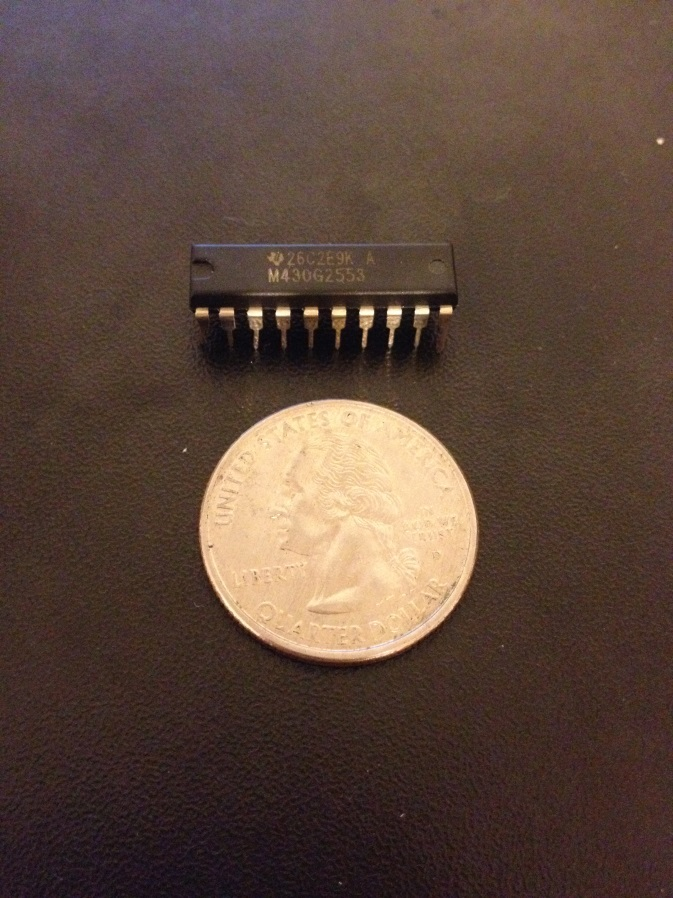 26C2E9K A
M430G2553
UNITED STATES OF AMERICA
LIBERTY
IN
GOD WE
TRUST
D
QUARTER DOLLAR